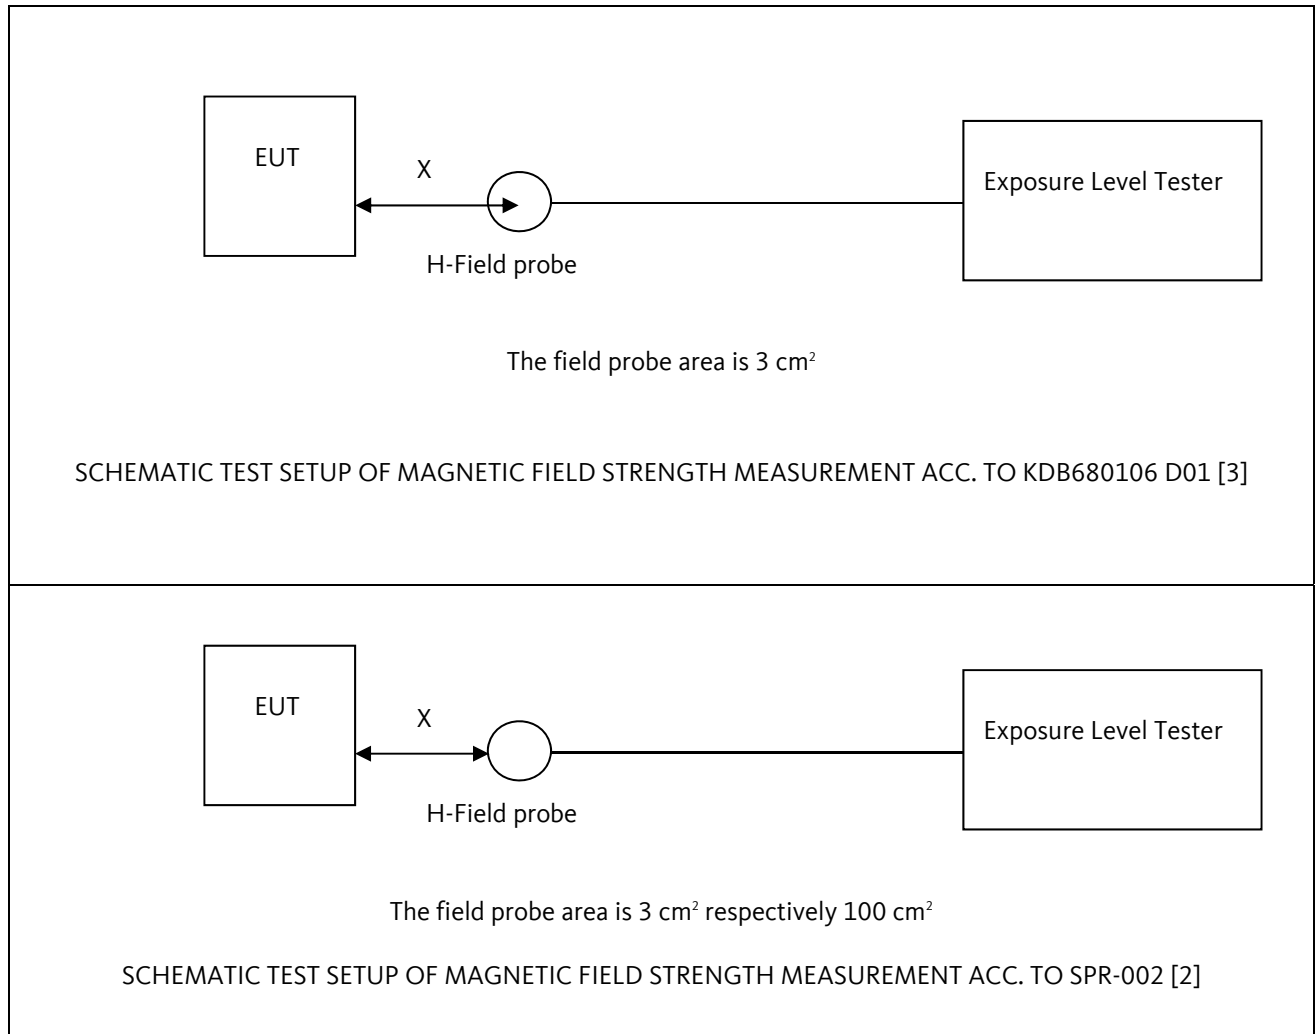 EUT
X
Exposure Level Tester
H-Field probe
The field probe area is 3 cm²
SCHEMATIC TEST SETUP OF MAGNETIC FIELD STRENGTH MEASUREMENT ACC. TO KDB680106 D01 [3]
EUT
X
Exposure Level Tester
H-Field probe
The field probe area is 3 cm² respectively 100 cm²
SCHEMATIC TEST SETUP OF MAGNETIC FIELD STRENGTH MEASUREMENT ACC. TO SPR-002 [2]